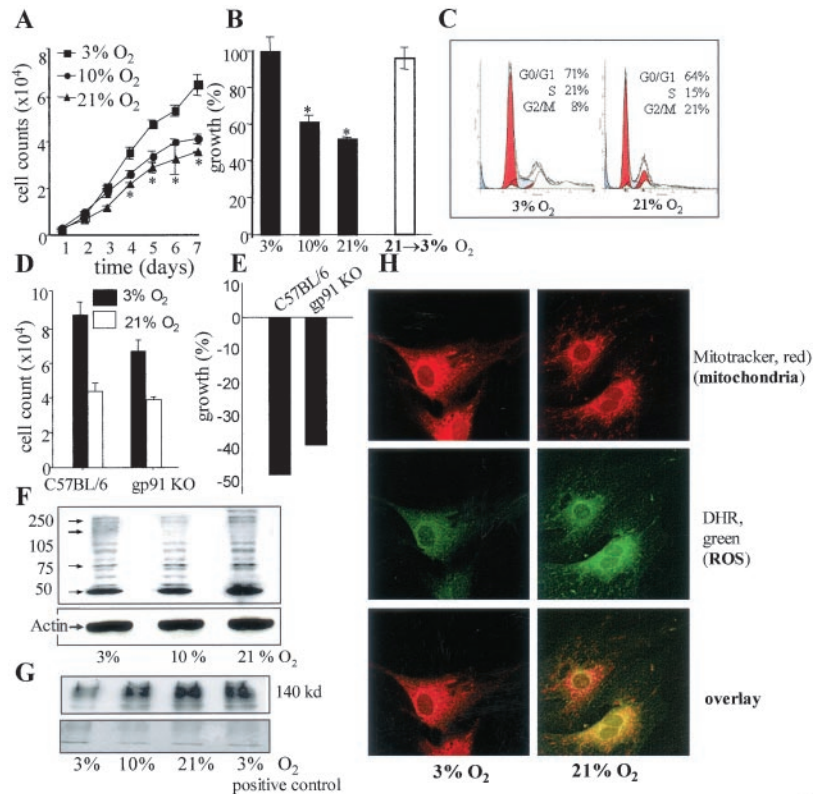 A
cell counts (x10⁴)
8
6
4
2
0
3% O₂
10% O₂
21% O₂
*
*
*
*
1 2 3 4 5 6 7
time (days)
B
growth (%)
100
80
60
40
20
0
*
*
3% 10% 21% 21→3% O₂
C
G0/G1 71%
S 21%
G2/M 8%
3% O₂
G0/G1 64%
S 15%
G2/M 21%
21% O₂
D
cell count (x10⁴)
10
8
6
4
2
0
3% O₂
21% O₂
C57BL/6 gp91 KO
E
growth (%)
10
0
-10
-20
-30
-40
-50
C57BL/6
gp91 KO
F
250
105
75
50
Actin
3% 10 % 21 % O₂
G
140 kd
3% 10% 21% 3% O₂
positive control
H
Mitotracker, red)
(mitochondria)
DHR,
green
(ROS)
overlay
3% O₂ 21% O₂